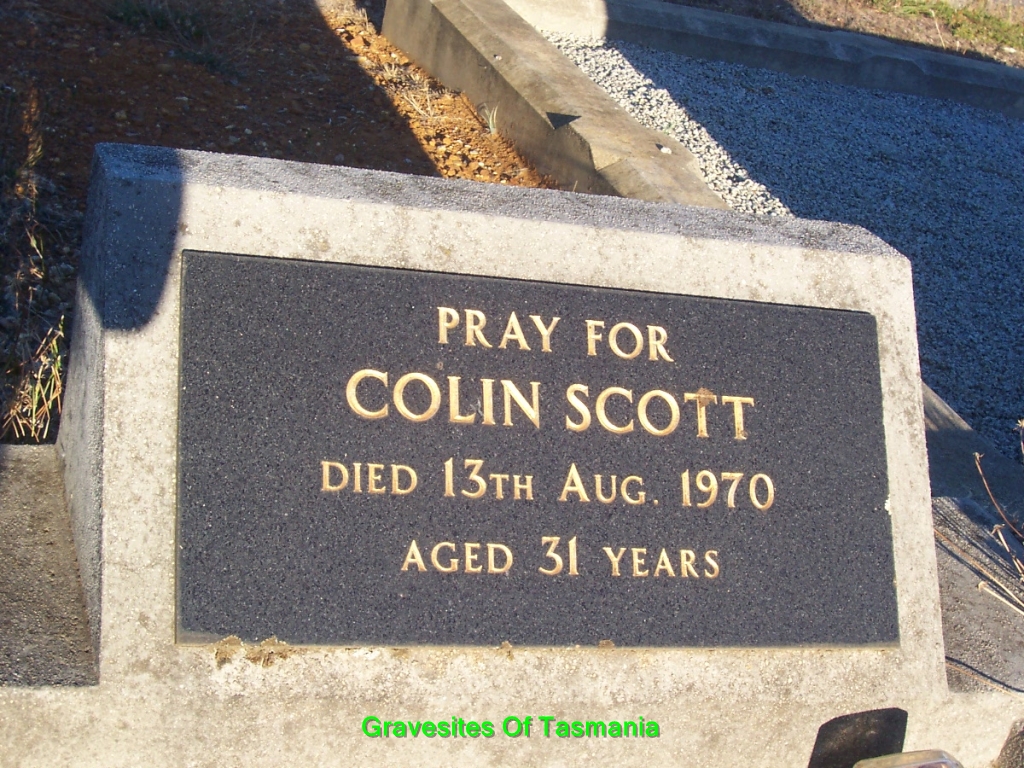 PRAY FOR
COLIN SCOTT
DIED 13TH AUG. 1970
AGED 31 YEARS
Gravesites Of Tasmania